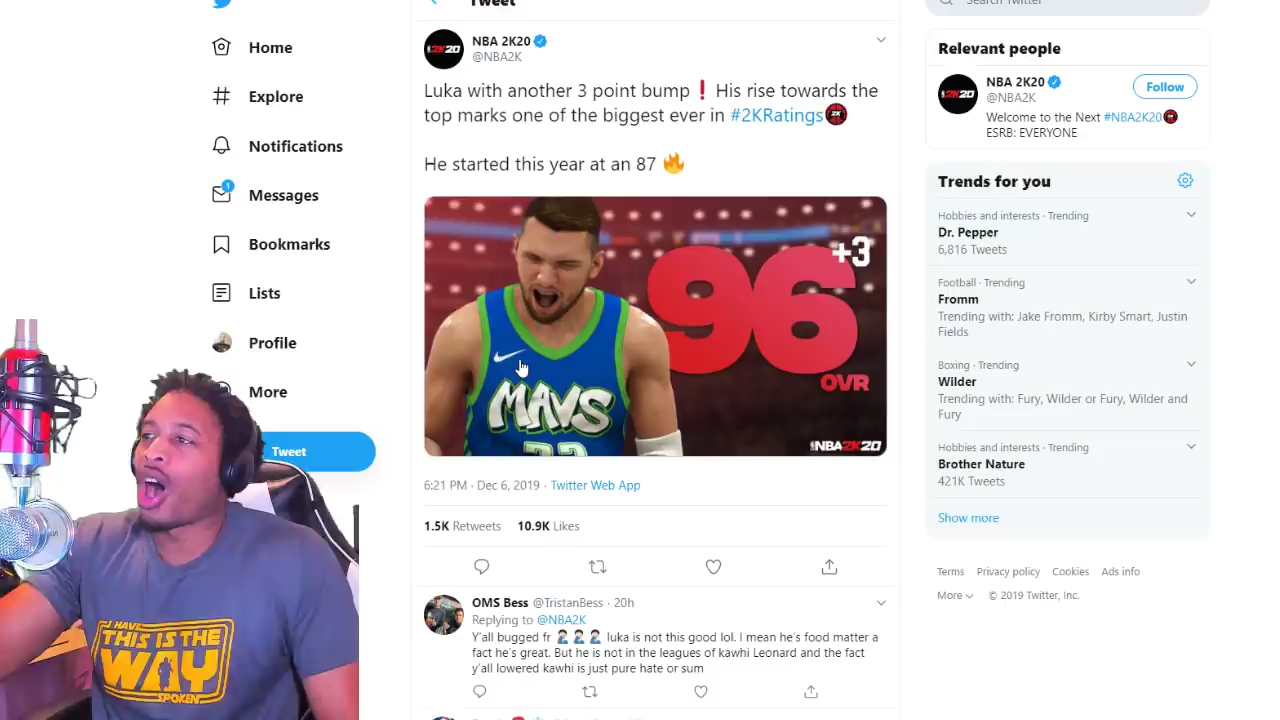 Tweet
Search Twitter
Home
Explore
Notifications
1
Messages
Bookmarks
Lists
Profile
More
Tweet
2K20
NBA 2K20
@NBA2K
Luka with another 3 point bump❗ His rise towards the
top marks one of the biggest ever in #2KRatings
He started this year at an 87 🔥
+3
96
OVR
MAVS
NBA2K20
6:21 PM · Dec 6, 2019 · Twitter Web App
1.5K Retweets 10.9K Likes
OMS Bess @TristanBess · 20h
Replying to @NBA2K
Y'all bugged fr 🤦🏻‍♂️🤦🏻‍♂️🤦🏻‍♂️ luka is not this good lol. I mean he's food matter a
fact he's great. But he is not in the leagues of kawhi Leonard and the fact
y'all lowered kawhi is just pure hate or sum
Relevant people
2K20
NBA 2K20
@NBA2K
Follow
Welcome to the Next #NBA2K20
ESRB: EVERYONE
Trends for you
Hobbies and interests · Trending
Dr. Pepper
6,816 Tweets
Football · Trending
Fromm
Trending with: Jake Fromm, Kirby Smart, Justin
Fields
Boxing · Trending
Wilder
Trending with: Fury, Wilder or Fury, Wilder and
Fury
Hobbies and interests · Trending
Brother Nature
421K Tweets
Show more
Terms Privacy policy Cookies Ads info
More © 2019 Twitter, Inc.
I HAVE
THIS IS THE
WAY
SPOKEN